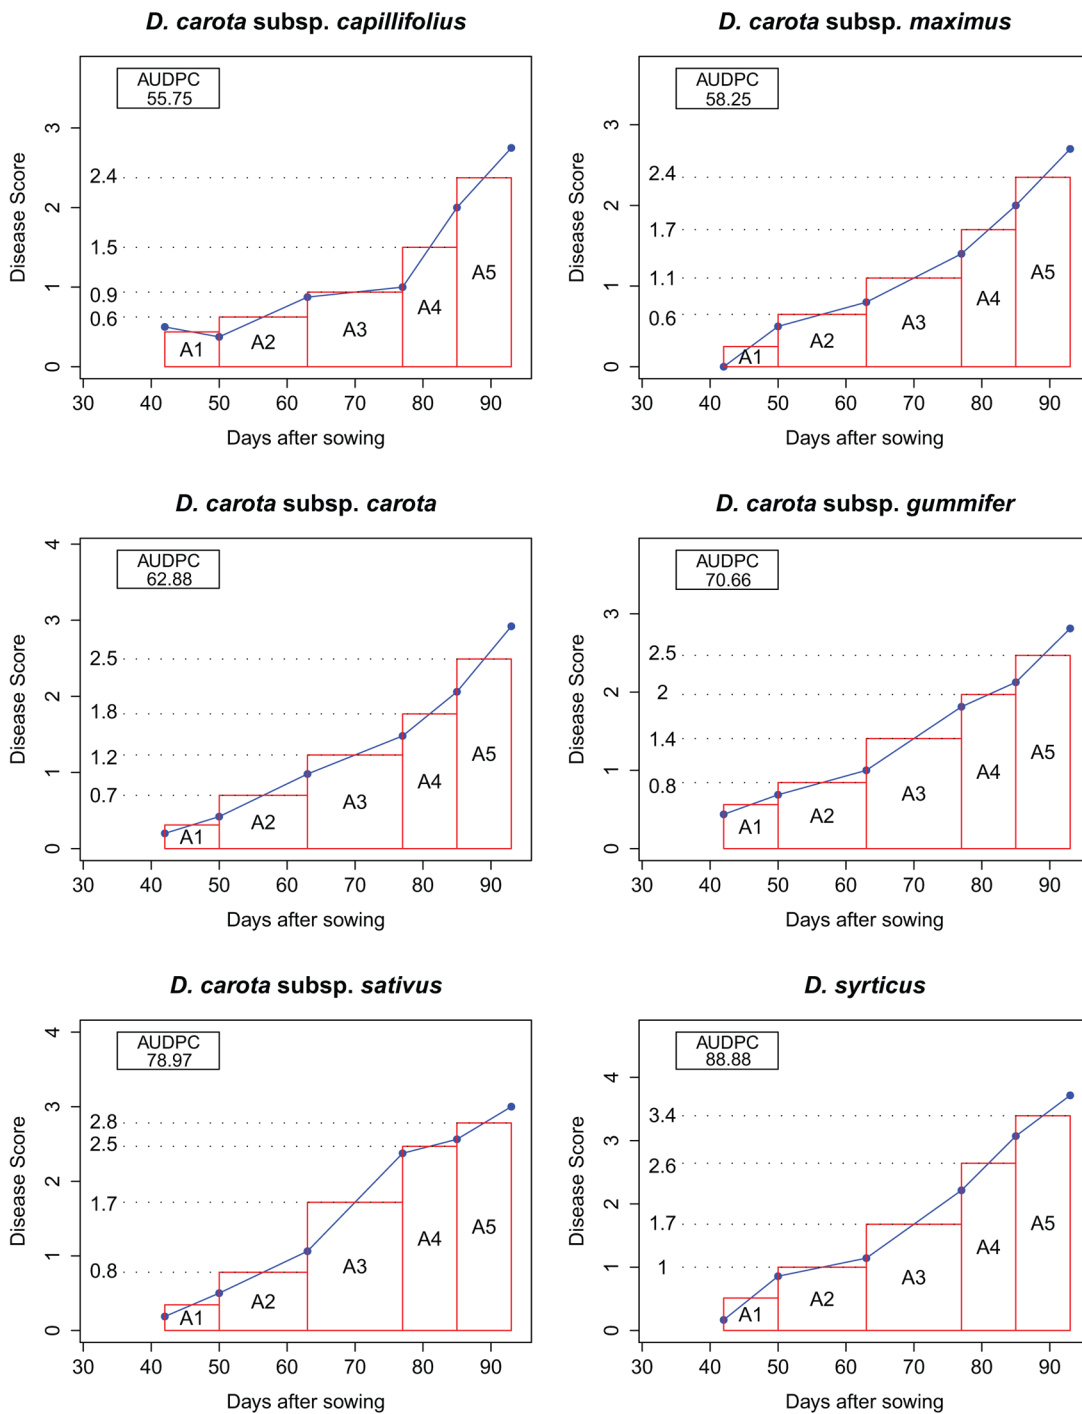 D. carota subsp. capillifolius
AUDPC
55.75
Disease Score
3
2
1
0
2.4
1.5
0.9
0.6
A1
A2
A3
A4
A5
30 40 50 60 70 80 90
Days after sowing
D. carota subsp. maximus
AUDPC
58.25
Disease Score
3
2
1
0
2.4
1.7
1.1
0.6
A1
A2
A3
A4
A5
30 40 50 60 70 80 90
Days after sowing
D. carota subsp. carota
AUDPC
62.88
Disease Score
4
3
2
1
0
2.5
1.8
1.2
0.7
A1
A2
A3
A4
A5
30 40 50 60 70 80 90
Days after sowing
D. carota subsp. gummifer
AUDPC
70.66
Disease Score
3
2
1
0
2.5
2
1.4
0.8
A1
A2
A3
A4
A5
30 40 50 60 70 80 90
Days after sowing
D. carota subsp. sativus
AUDPC
78.97
Disease Score
4
3
2
1
0
2.8
2.5
1.7
0.8
A1
A2
A3
A4
A5
30 40 50 60 70 80 90
Days after sowing
D. syrticus
AUDPC
88.88
Disease Score
4
3
2
1
0
3.4
2.6
1.7
1
A1
A2
A3
A4
A5
30 40 50 60 70 80 90
Days after sowing